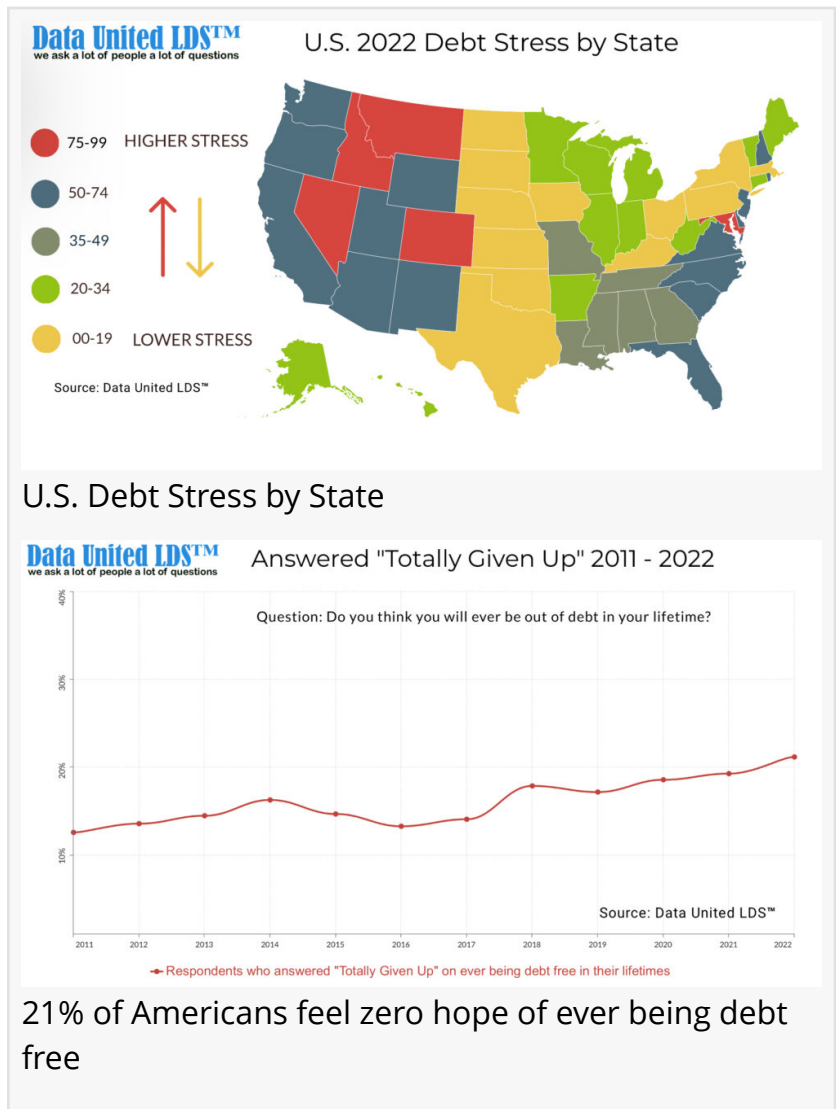 Data United LDS™
we ask a lot of people a lot of questions
U.S. 2022 Debt Stress by State
75-99 HIGHER STRESS
50-74
35-49
20-34
00-19 LOWER STRESS
Source: Data United LDS™
U.S. Debt Stress by State
Data United LDS™
we ask a lot of people a lot of questions
Answered "Totally Given Up" 2011 - 2022
Question: Do you think you will ever be out of debt in your lifetime?
40%
30%
20%
10%
Source: Data United LDS™
2011 2012 2013 2014 2015 2016 2017 2018 2019 2020 2021 2022
Respondents who answered "Totally Given Up" on ever being debt free in their lifetimes
21% of Americans feel zero hope of ever being debt
free